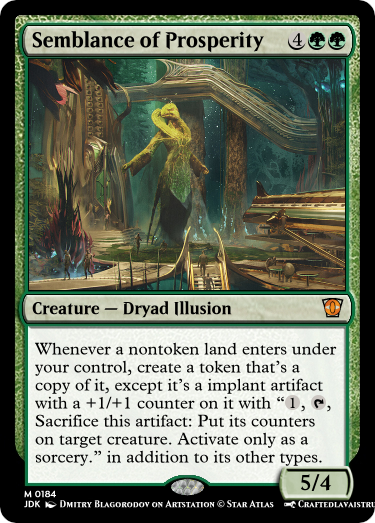 Semblance of Prosperity 4
Creature — Dryad Illusion
Whenever a nontoken land enters under
your control, create a token that's a
copy of it, except it's a implant artifact
with a +1/+1 counter on it with “1, ,
Sacrifice this artifact: Put its counters
on target creature. Activate only as a
sorcery.” in addition to its other types.
5/4
M 0184
JDK Dmitry Blagorodov on Artstation © Star Atlas Craftedlavaistru